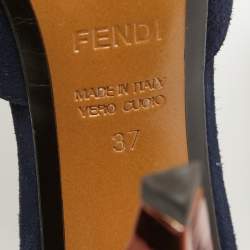 FENDI
MADE IN ITALY
VERO CUOIO
37